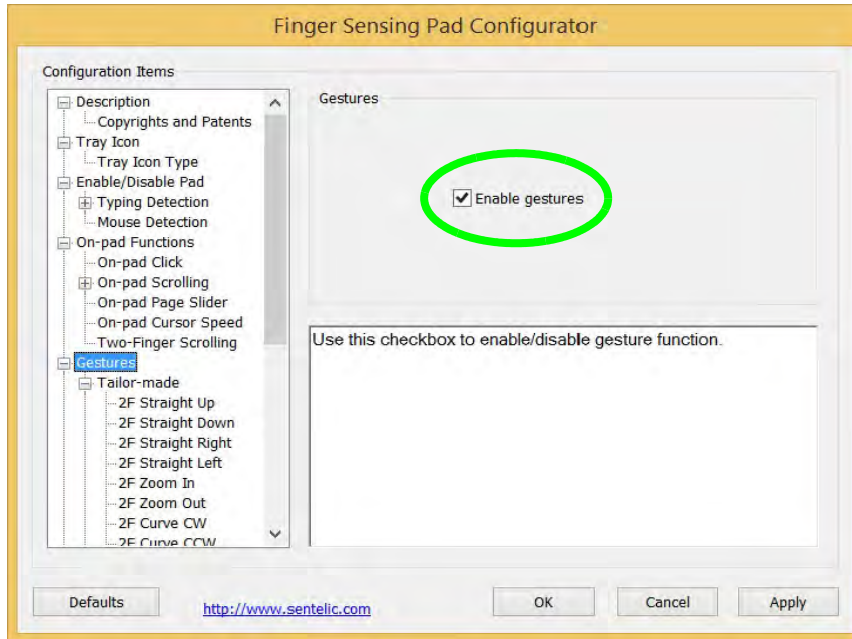 Finger Sensing Pad Configurator
Configuration Items
Description
Copyrights and Patents
Tray Icon
Tray Icon Type
Enable/Disable Pad
Typing Detection
Mouse Detection
On-pad Functions
On-pad Click
On-pad Scrolling
On-pad Page Slider
On-pad Cursor Speed
Two-Finger Scrolling
Gestures
Tailor-made
2F Straight Up
2F Straight Down
2F Straight Right
2F Straight Left
2F Zoom In
2F Zoom Out
2F Curve CW
2F Curve CCW
Gestures
Enable gestures
Use this checkbox to enable/disable gesture function.
Defaults
http://www.sentelic.com
OK
Cancel
Apply